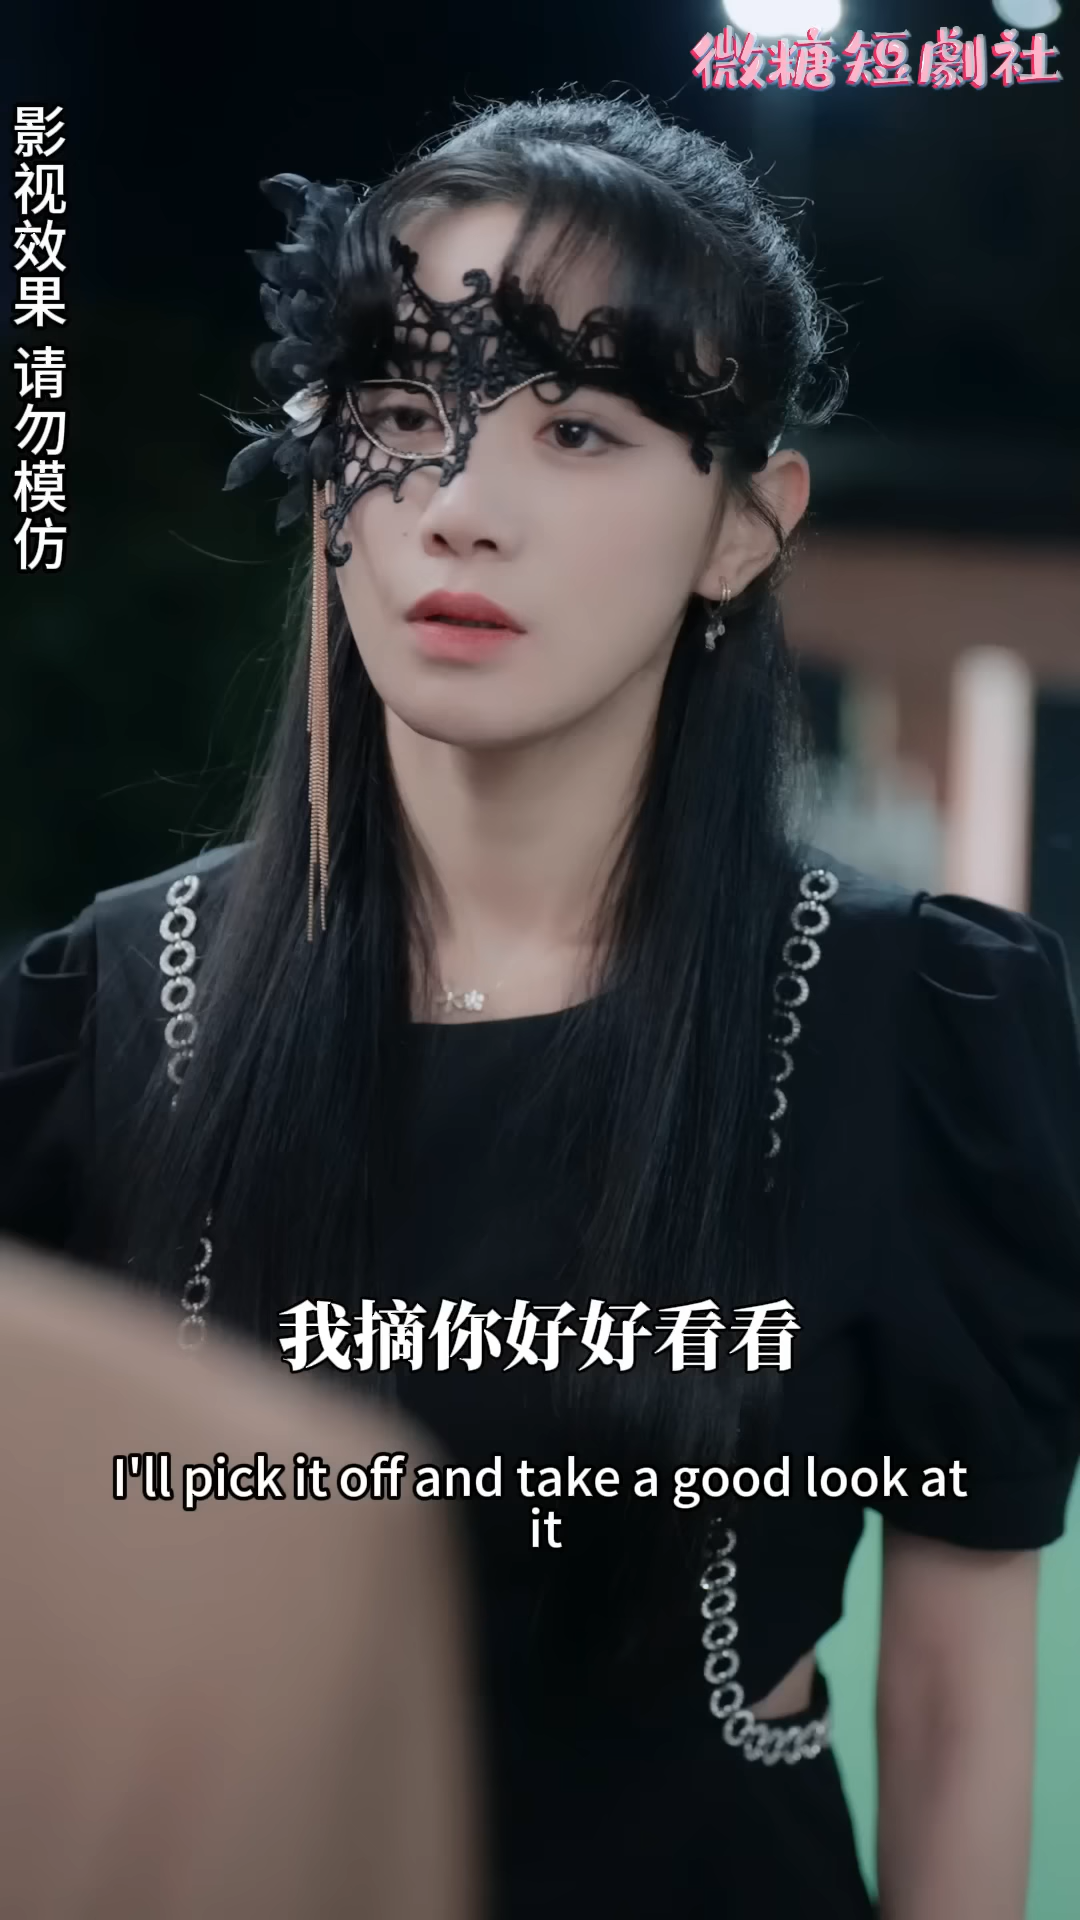 微糖短劇社
影视效果 请勿模仿
我摘你好好看看
I'll pick it off and take a good look at
it